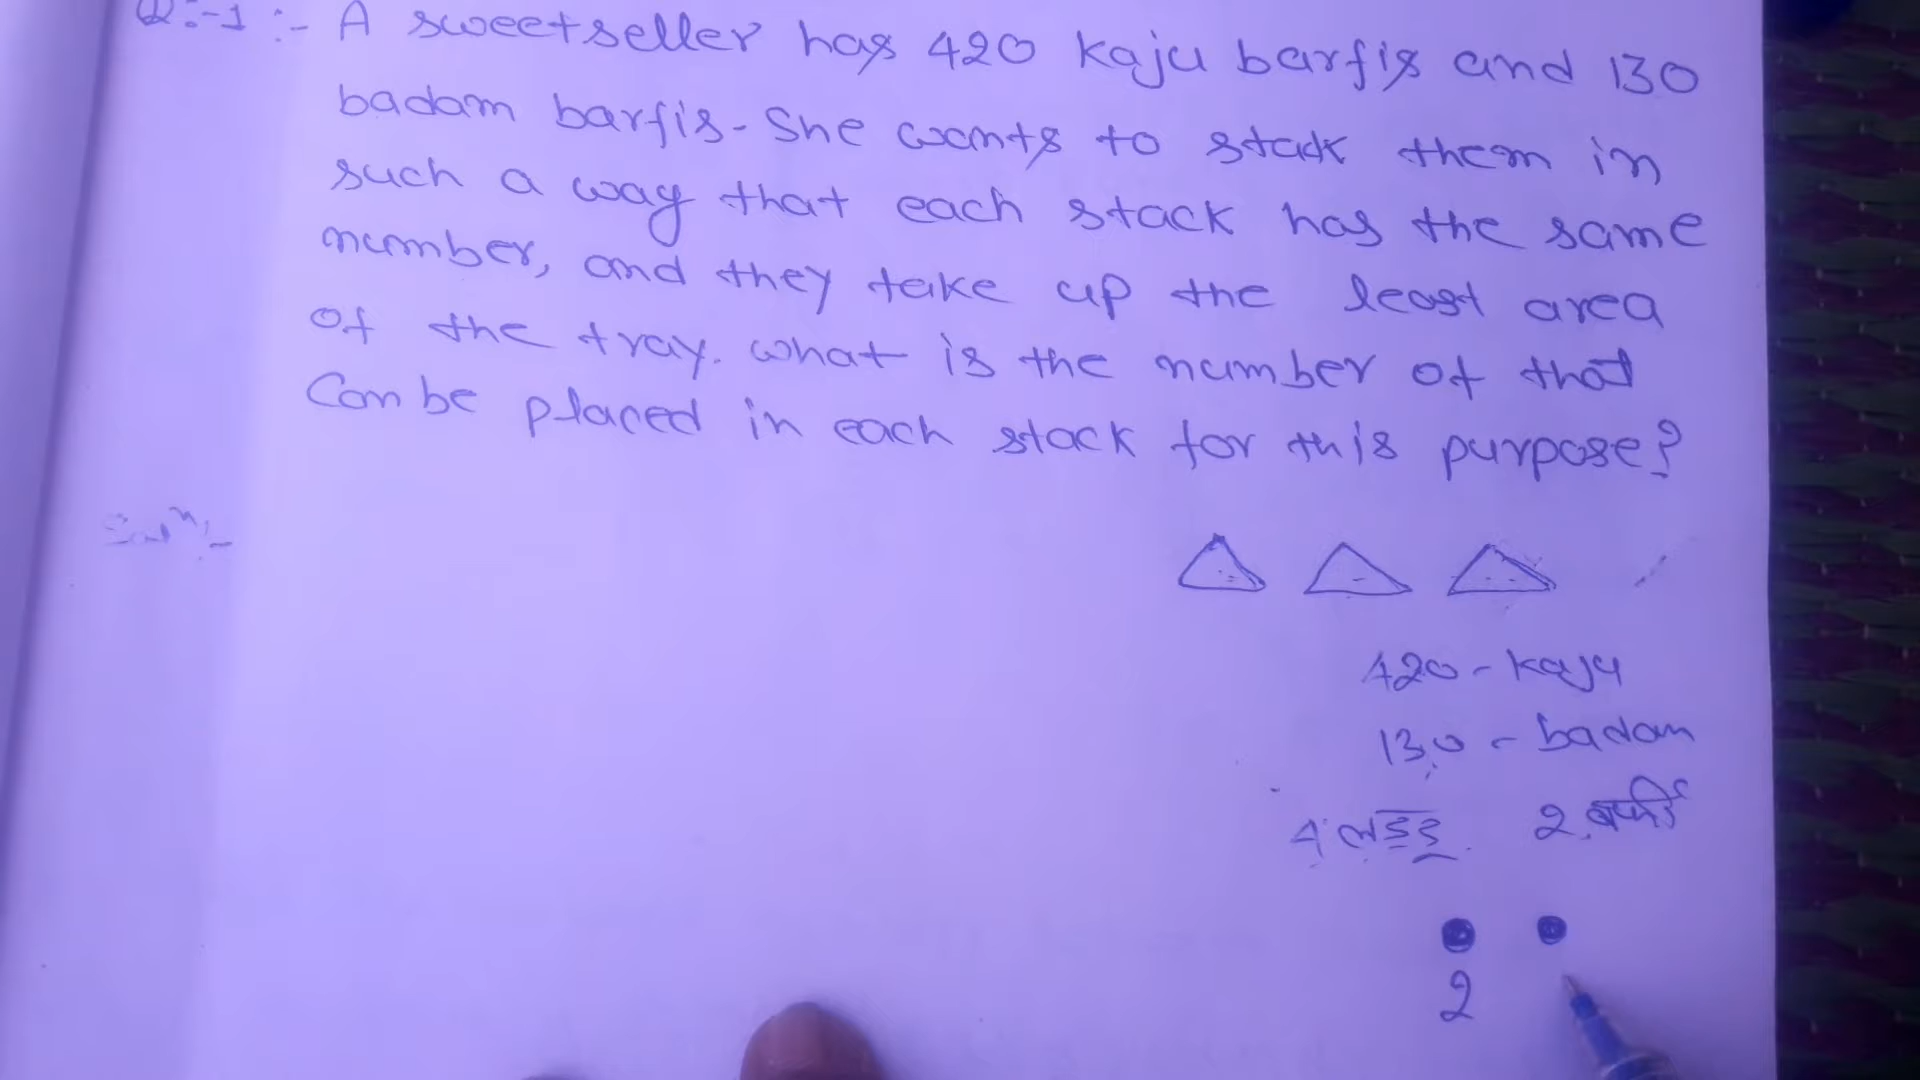 Q:-1:- A sweetseller has 420 kaju barfis and 130
badam barfis- She wants to stack them in
such a way that each stack has the same
number, and they take up the least area
of the tray. what is the number of that
Can be placed in each stack for this purpose?
Solⁿ:-
420 - kaju
130 - badam
4 लड्डू 2 बर्फी
2